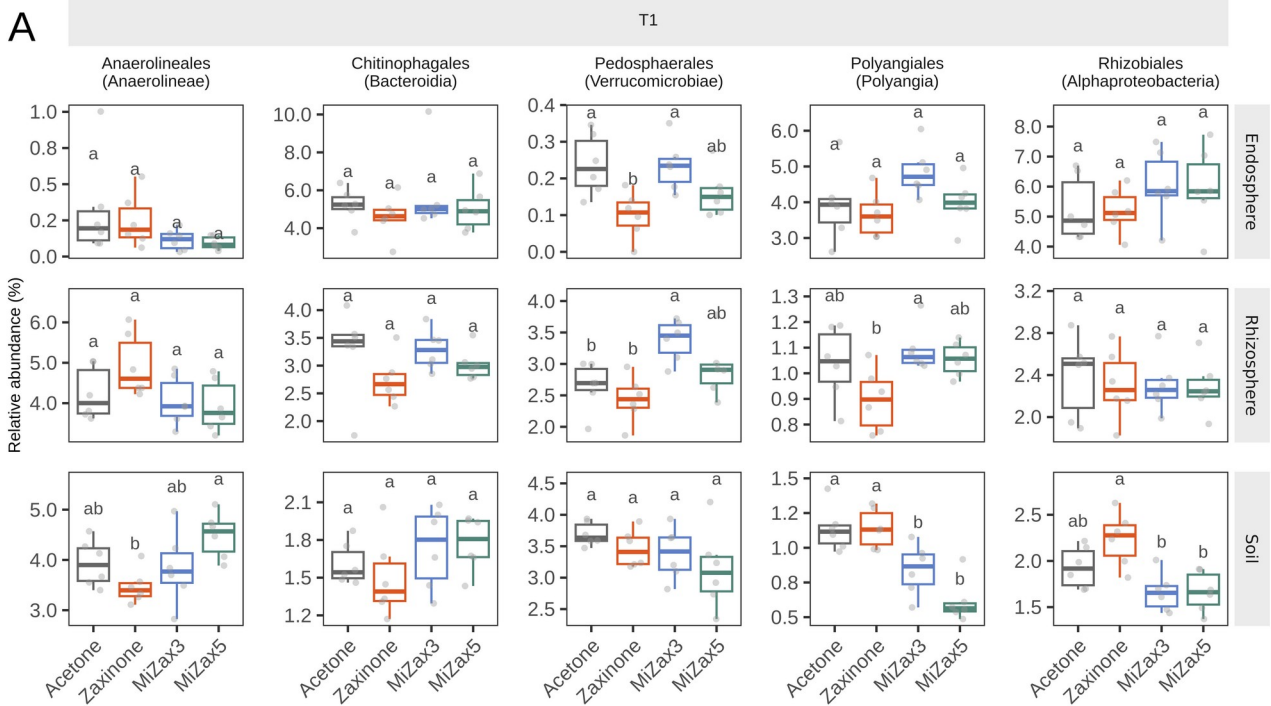 A
T1
Anaerolineales
(Anaerolineae)
Chitinophagales
(Bacteroidia)
Pedosphaerales
(Verrucomicrobiae)
Polyangiales
(Polyangia)
Rhizobiales
(Alphaproteobacteria)
Relative abundance (%)
1.0
0.8
0.5
0.2
0.0
a
a
a
a
10.0
8.0
6.0
4.0
a
a
a
a
0.4
0.3
0.2
0.1
0.0
a
b
a
ab
6.0
5.0
4.0
3.0
a
a
a
a
8.0
7.0
6.0
5.0
4.0
a
a
a
a
Endosphere
6.0
5.0
4.0
a
a
a
a
4.0
3.5
3.0
2.5
2.0
a
a
a
a
4.0
3.0
2.0
b
b
a
ab
1.3
1.2
1.1
1.0
0.9
0.8
ab
b
a
ab
3.2
2.8
2.4
2.0
a
a
a
a
Rhizosphere
5.0
4.0
3.0
ab
b
ab
a
2.1
1.8
1.5
1.2
a
a
a
a
4.5
4.0
3.5
3.0
2.5
a
a
a
a
1.5
1.2
1.0
0.8
0.5
a
a
b
b
2.5
2.0
1.5
ab
a
b
b
Soil
Acetone
Zaxinone
MiZax3
MiZax5
Acetone
Zaxinone
MiZax3
MiZax5
Acetone
Zaxinone
MiZax3
MiZax5
Acetone
Zaxinone
MiZax3
MiZax5
Acetone
Zaxinone
MiZax3
MiZax5